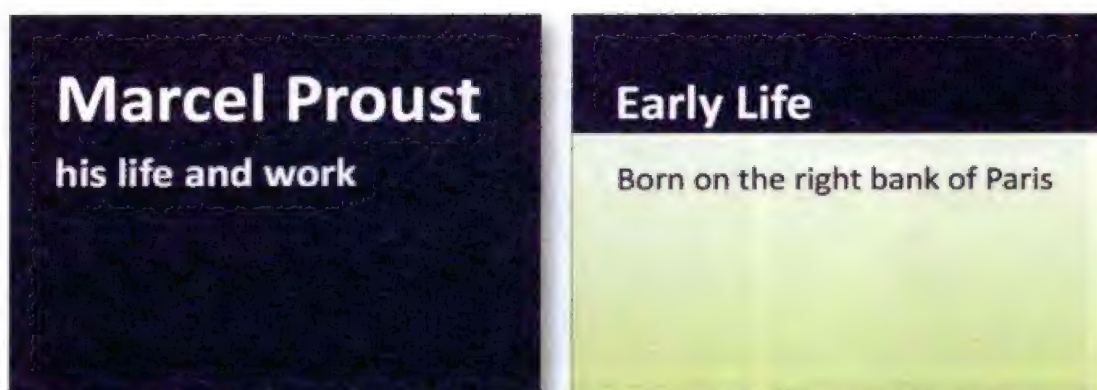 Marcel Proust
his life and work
Early Life
Born on the right bank of Paris